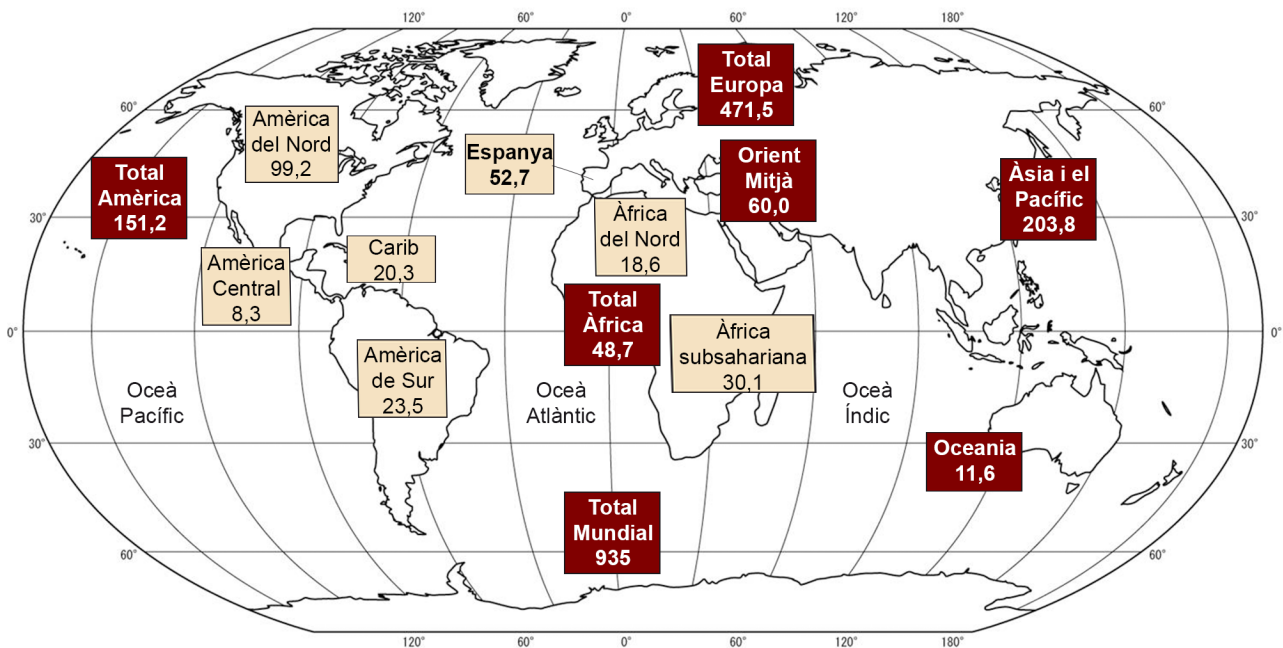 120°
60°
0°
60°
120°
180°
Total
Europa
471,5
60°
60°
Amèrica
del Nord
99,2
Espanya
52,7
Orient
Mitjà
60,0
Total
Amèrica
151,2
Àsia i el
Pacífic
203,8
30°
30°
Àfrica
del Nord
18,6
Carib
20,3
Amèrica
Central
8,3
Total
Àfrica
48,7
Àfrica
subsahariana
30,1
0°
0°
Amèrica
de Sur
23,5
Oceà
Pacífic
Oceà
Atlàntic
Oceà
Índic
30°
30°
Oceania
11,6
Total
Mundial
935
60°
60°
120°
60°
0°
60°
120°
180°